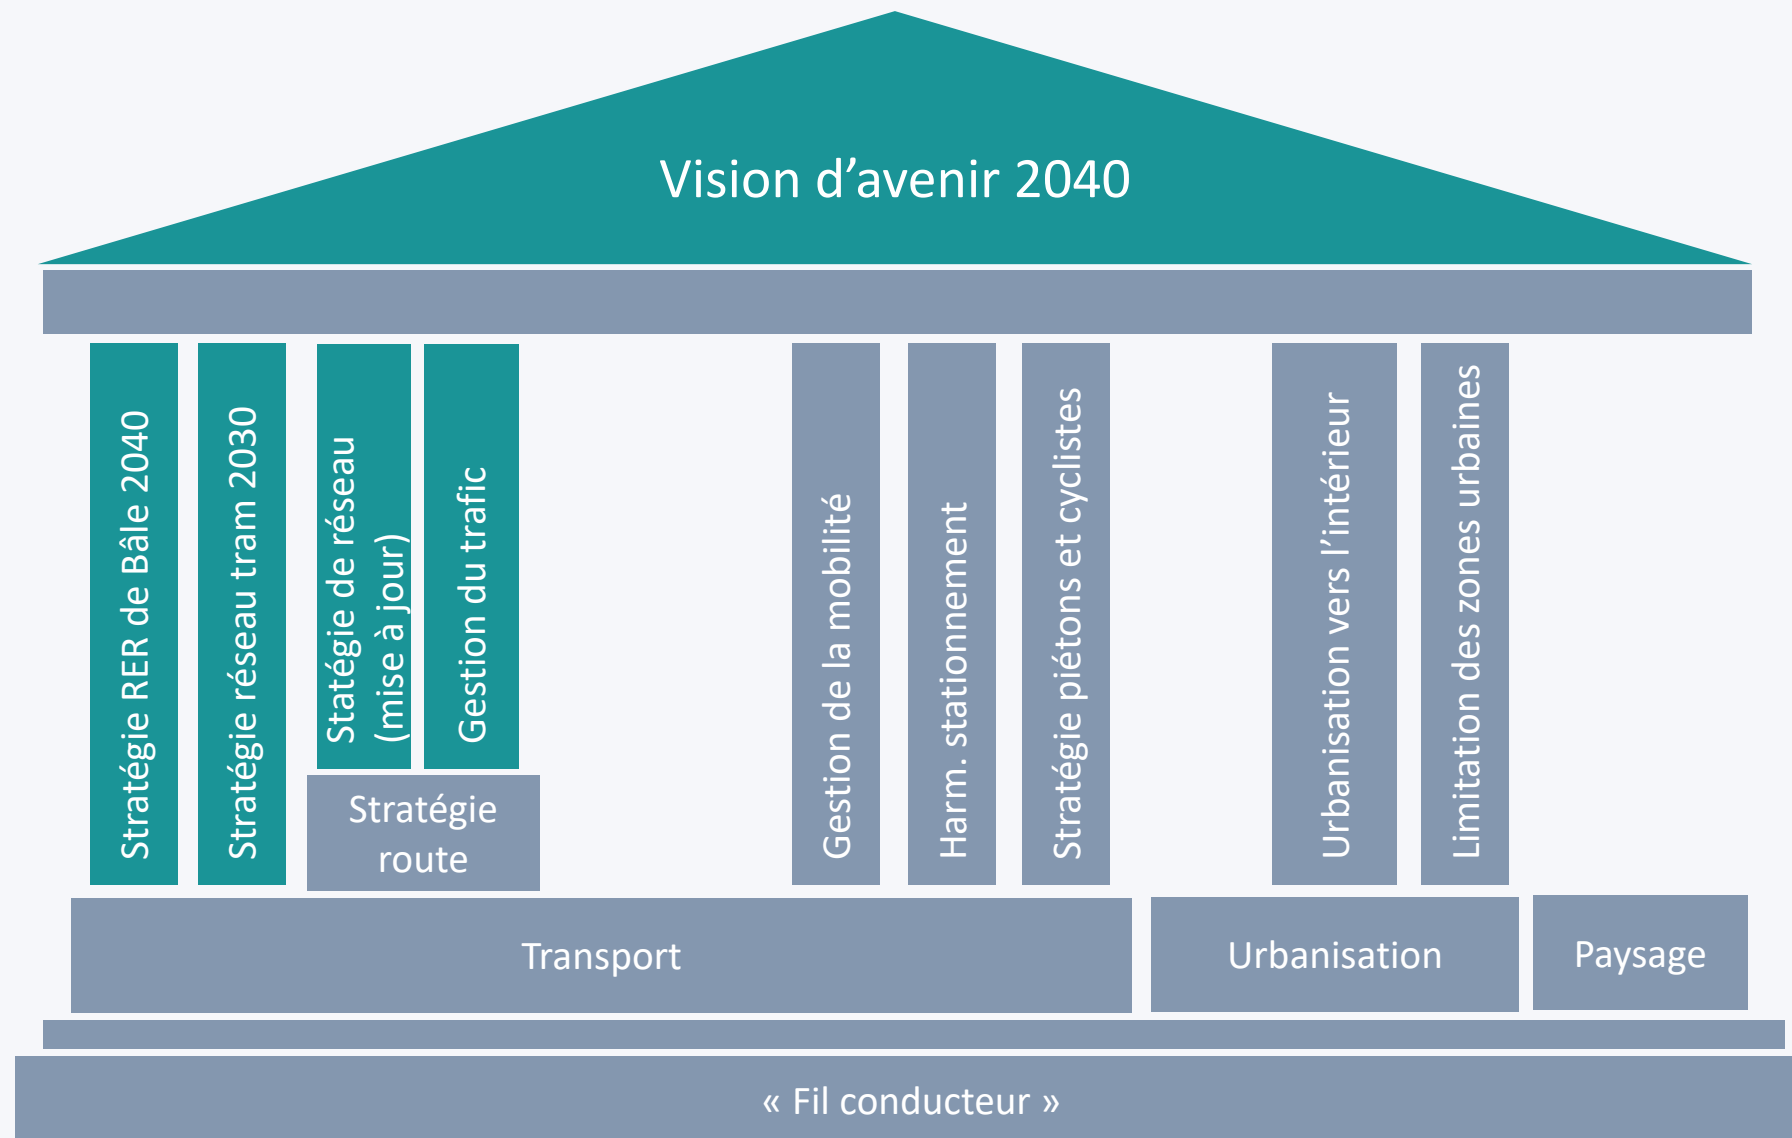 Vision d’avenir 2040
Stratégie RER de Bâle 2040
Stratégie réseau tram 2030
Statégie de réseau
(mise à jour)
Gestion du trafic
Stratégie
route
Gestion de la mobilité
Harm. stationnement
Stratégie piétons et cyclistes
Urbanisation vers l’intérieur
Limitation des zones urbaines
Transport
Urbanisation
Paysage
« Fil conducteur »